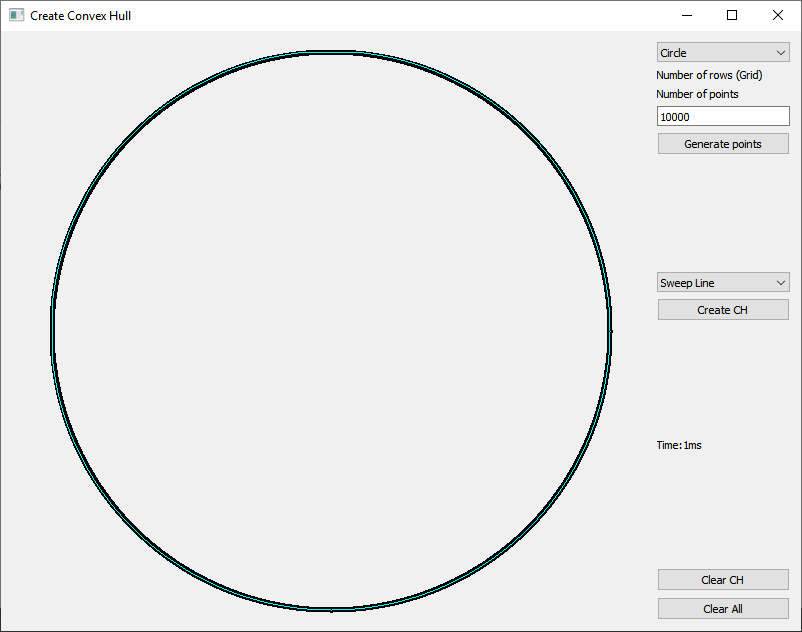 Create Convex Hull
Circle
Number of rows (Grid)
Number of points
10000
Generate points
Sweep Line
Create CH
Time:1ms
Clear CH
Clear All